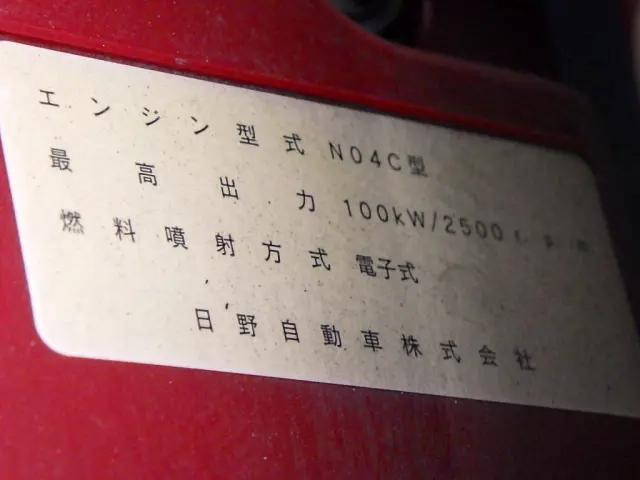 エンジン型式 N04C型
最高出力 100kW/2500r.p.m
燃料噴射方式 電子式
日野自動車株式会社